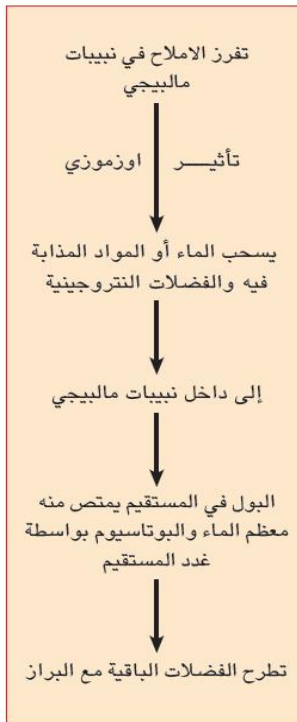 تفرز الاملاح في نبيبات
مالبيجي
تأثيـــر اوزموزي
يسحب الماء أو المواد المذابة
فيه والفضلات النتروجينية
إلى داخل نبيبات مالبيجي
البول في المستقيم يمتص منه
معظم الماء والبوتاسيوم بواسطة
غدد المستقيم
تطرح الفضلات الباقية مع البراز